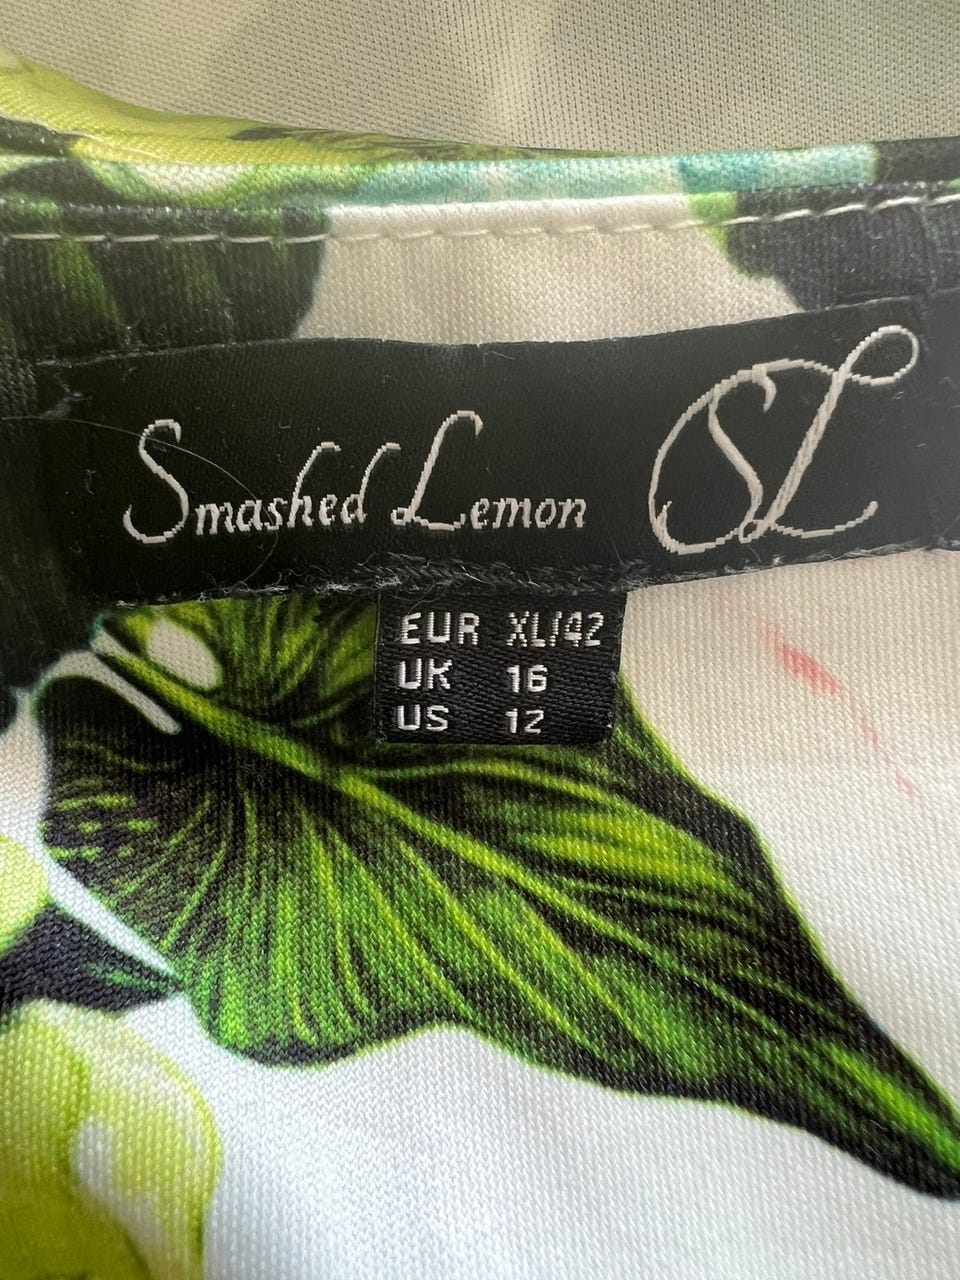 Smashed Lemon SL
EUR XL/42
UK 16
US 12